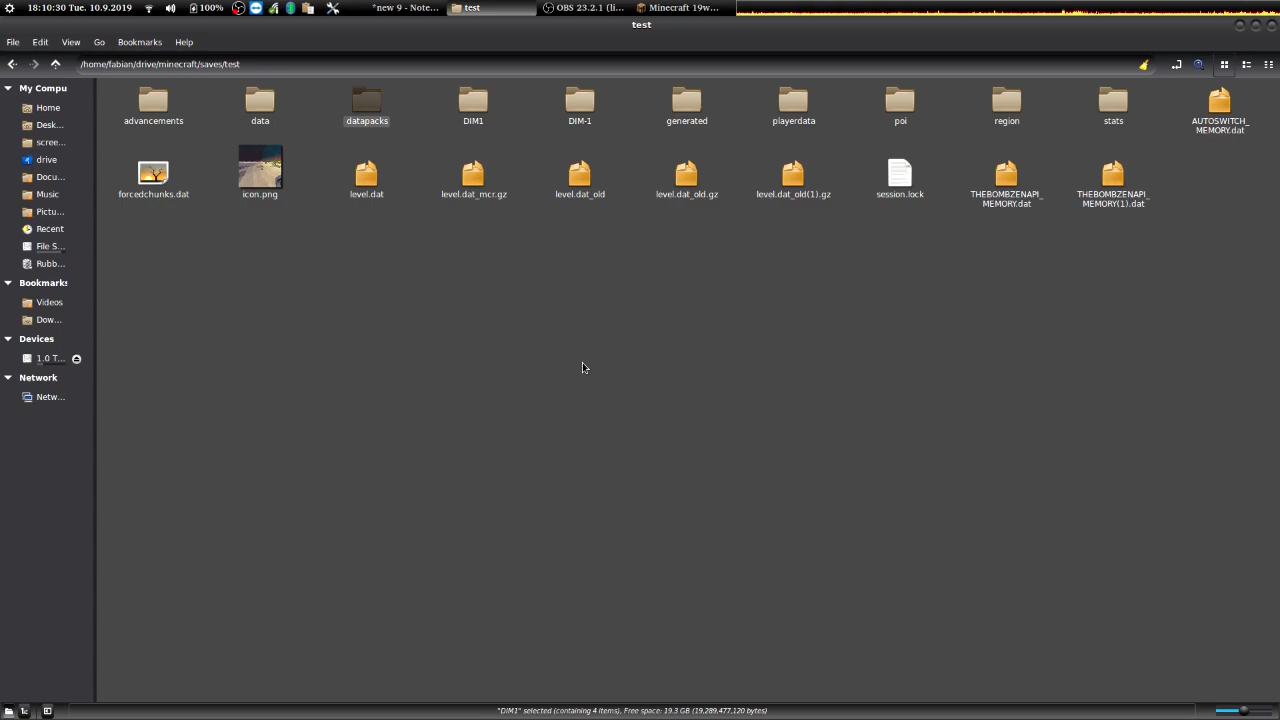 18:10:30 Tue. 10.9.2019 100% *new 9 - Note... test OBS 23.2.1 (li... Minecraft 19w...
test
File Edit View Go Bookmarks Help
/home/fabian/drive/minecraft/saves/test
My Compu
Home
Desk...
scree...
drive
Docu...
Music
Pictu...
Recent
File S...
Rubb...
Bookmarks
Videos
Dow...
Devices
1.0 T...
Network
Netw...
advancements data datapacks DIM1 DIM-1 generated playerdata poi region stats AUTOSWITCH_
MEMORY.dat
forcedchunks.dat icon.png level.dat level.dat_mcr.gz level.dat_old level.dat_old.gz level.dat_old(1).gz session.lock THEBOMBZENAPI_ THEBOMBZENAPI_
MEMORY.dat MEMORY(1).dat
"DIM1" selected (containing 4 items), Free space: 19.3 GB (19,289,477,120 bytes)